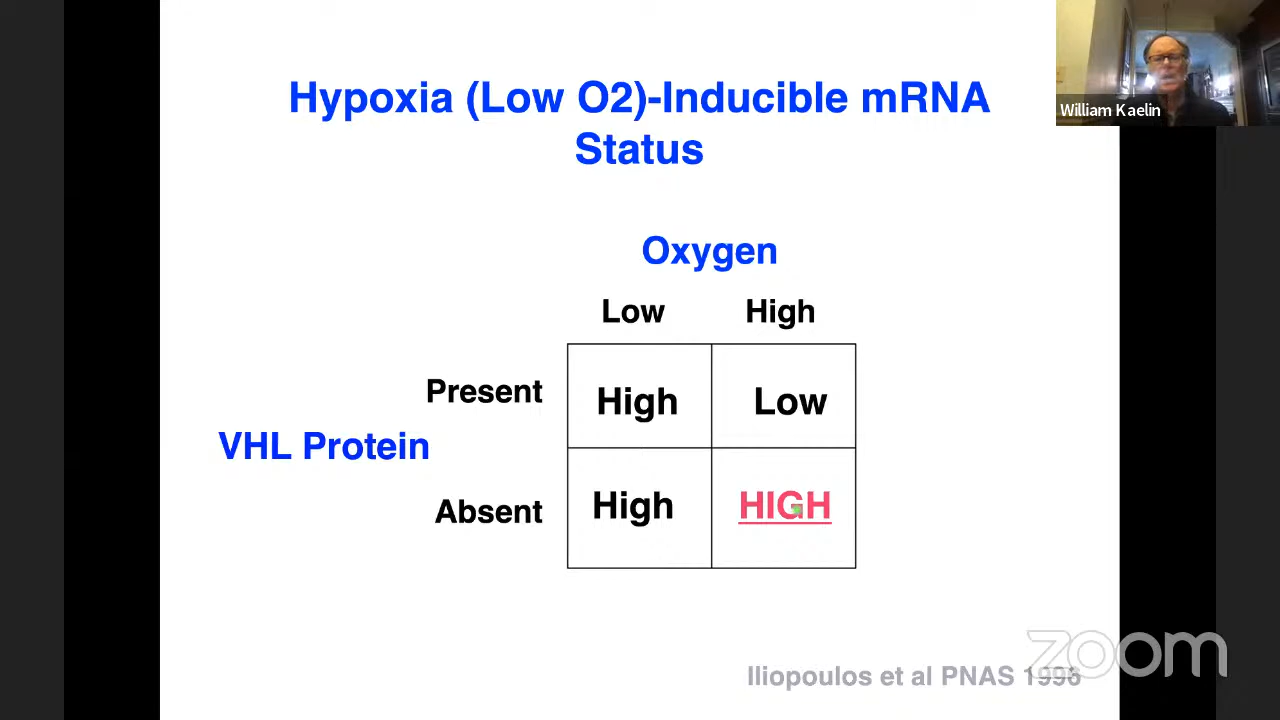 Hypoxia (Low O2)-Inducible mRNA
Status
William Kaelin
Oxygen
Low High
Present High Low
VHL Protein
Absent High HIGH
zoom
Iliopoulos et al PNAS 1996